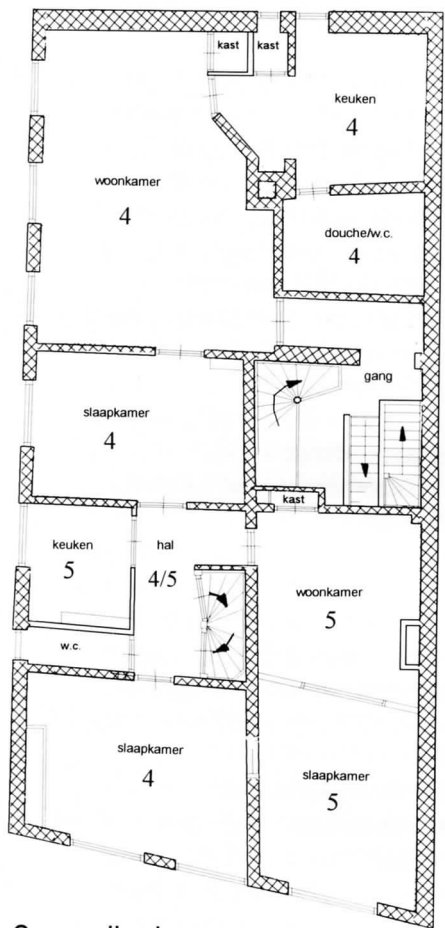 kast kast
keuken
4
woonkamer
4
douche/w.c.
4
gang
slaapkamer
4
kast
keuken
5
hal
4/5
woonkamer
5
w.c.
slaapkamer
4
slaapkamer
5